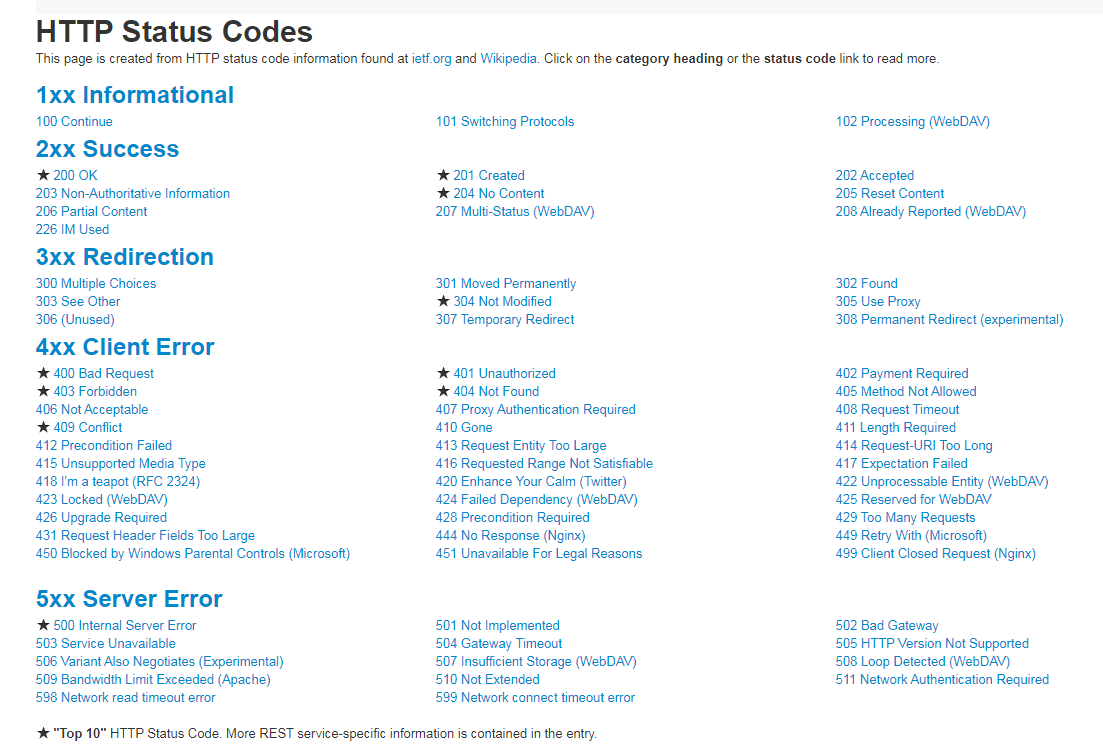 HTTP Status Codes
This page is created from HTTP status code information found at ietf.org and Wikipedia. Click on the category heading or the status code link to read more.
1xx Informational
100 Continue 101 Switching Protocols 102 Processing (WebDAV)
2xx Success
★ 200 OK ★ 201 Created 202 Accepted
203 Non-Authoritative Information ★ 204 No Content 205 Reset Content
206 Partial Content 207 Multi-Status (WebDAV) 208 Already Reported (WebDAV)
226 IM Used
3xx Redirection
300 Multiple Choices 301 Moved Permanently 302 Found
303 See Other ★ 304 Not Modified 305 Use Proxy
306 (Unused) 307 Temporary Redirect 308 Permanent Redirect (experimental)
4xx Client Error
★ 400 Bad Request ★ 401 Unauthorized 402 Payment Required
★ 403 Forbidden ★ 404 Not Found 405 Method Not Allowed
406 Not Acceptable 407 Proxy Authentication Required 408 Request Timeout
★ 409 Conflict 410 Gone 411 Length Required
412 Precondition Failed 413 Request Entity Too Large 414 Request-URI Too Long
415 Unsupported Media Type 416 Requested Range Not Satisfiable 417 Expectation Failed
418 I'm a teapot (RFC 2324) 420 Enhance Your Calm (Twitter) 422 Unprocessable Entity (WebDAV)
423 Locked (WebDAV) 424 Failed Dependency (WebDAV) 425 Reserved for WebDAV
426 Upgrade Required 428 Precondition Required 429 Too Many Requests
431 Request Header Fields Too Large 444 No Response (Nginx) 449 Retry With (Microsoft)
450 Blocked by Windows Parental Controls (Microsoft) 451 Unavailable For Legal Reasons 499 Client Closed Request (Nginx)
5xx Server Error
★ 500 Internal Server Error 501 Not Implemented 502 Bad Gateway
503 Service Unavailable 504 Gateway Timeout 505 HTTP Version Not Supported
506 Variant Also Negotiates (Experimental) 507 Insufficient Storage (WebDAV) 508 Loop Detected (WebDAV)
509 Bandwidth Limit Exceeded (Apache) 510 Not Extended 511 Network Authentication Required
598 Network read timeout error 599 Network connect timeout error
★ "Top 10" HTTP Status Code. More REST service-specific information is contained in the entry.